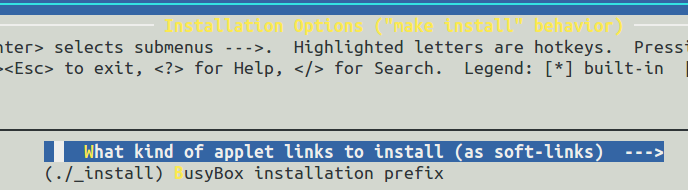 Installation Options ("make install" behavior)
nter> selects submenus --->.  Highlighted letters are hotkeys.  Pressi
><Esc> to exit, <?> for Help, </> for Search.  Legend: [*] built-in  [
What kind of applet links to install (as soft-links)  --->
(./_install) BusyBox installation prefix